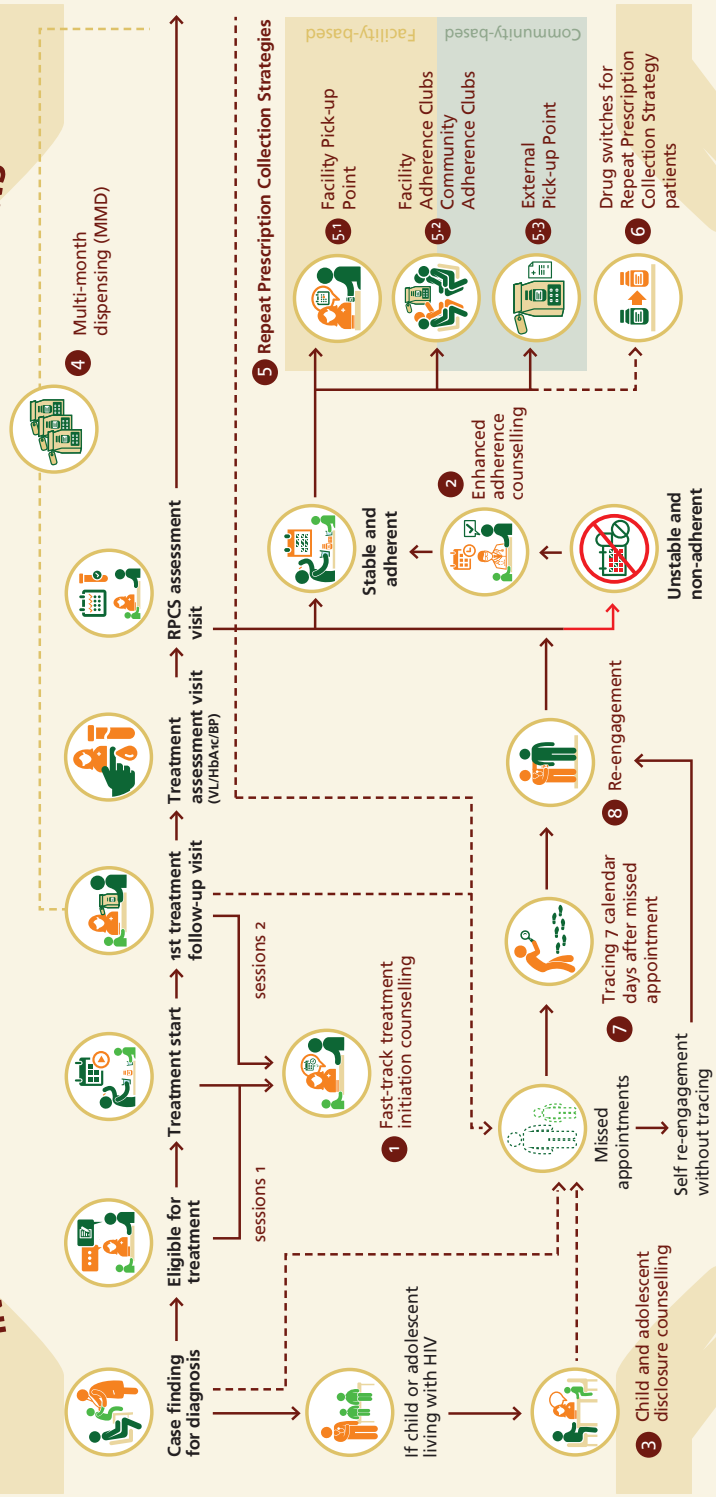 Case finding
for diagnosis
Eligible for
treatment
Treatment start
1st treatment
follow-up visit
Treatment
assessment visit
(VL/HbA1c/BP)
RPCS assessment
visit
4
Multi-month
dispensing (MMD)
sessions 1
sessions 2
1
Fast-track treatment
initiation counselling
If child or adolescent
living with HIV
3
Child and adolescent
disclosure counselling
Missed
appointments
Self re-engagement
without tracing
7
Tracing 7 calendar
days after missed
appointment
8
Re-engagement
Stable and
adherent
2
Enhanced
adherence
counselling
Unstable and
non-adherent
5
Repeat Prescription Collection Strategies
5.1
Facility Pick-up
Point
5.2
Facility
Adherence Clubs
Community
Adherence Clubs
5.3
External
Pick-up Point
Facility-based
Community-based
6
Drug switches for
Repeat Prescription
Collection Strategy
patients